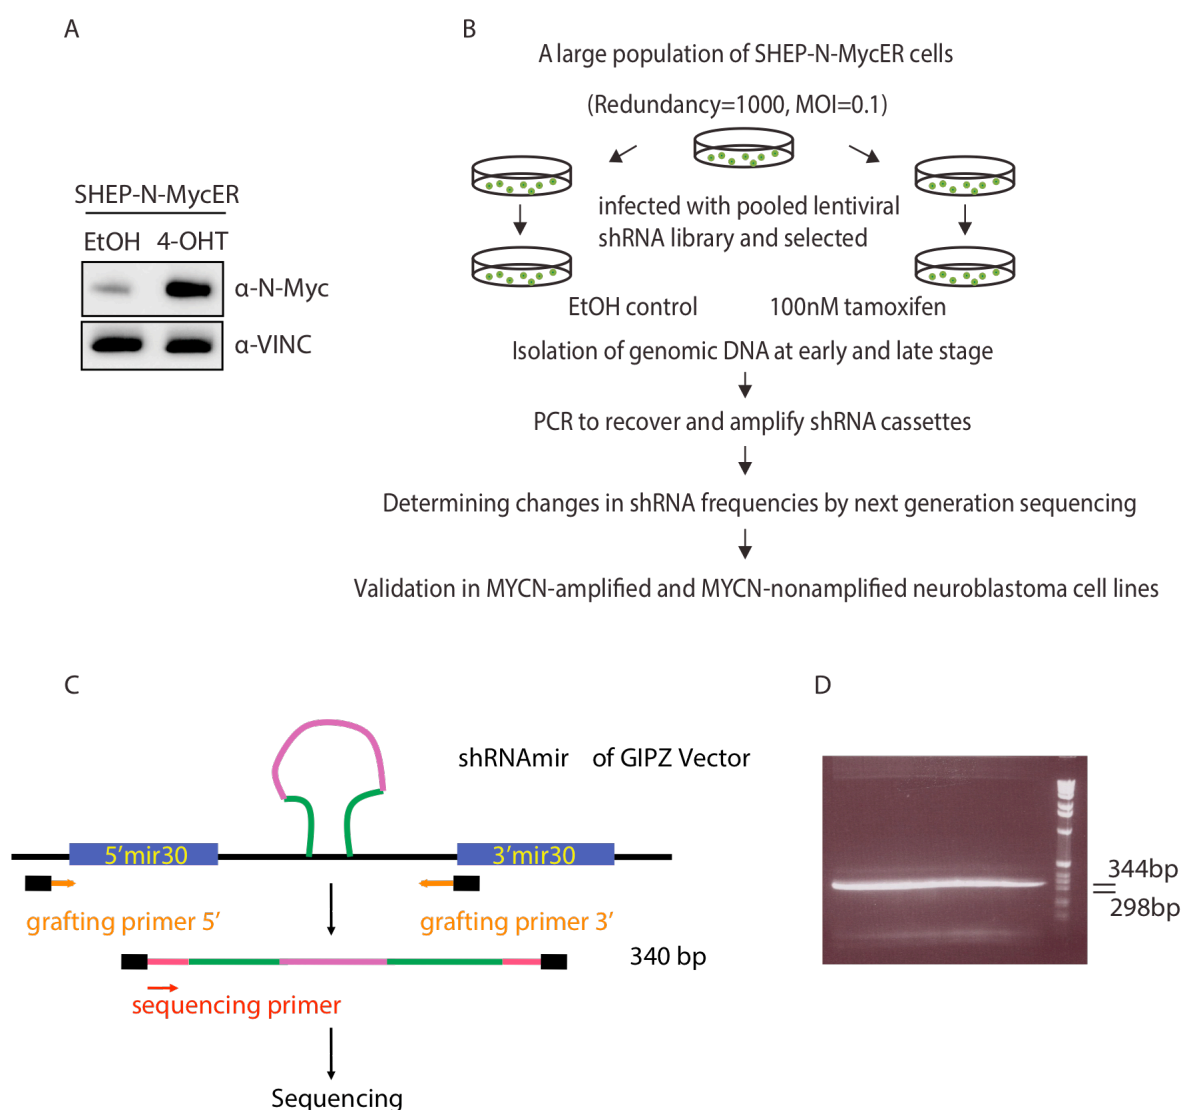 A
SHEP-N-MycER
EtOH 4-OHT
α-N-Myc
α-VINC
B
A large population of SHEP-N-MycER cells
(Redundancy=1000, MOI=0.1)
infected with pooled lentiviral
shRNA library and selected
EtOH control 100nM tamoxifen
Isolation of genomic DNA at early and late stage
PCR to recover and amplify shRNA cassettes
Determining changes in shRNA frequencies by next generation sequencing
Validation in MYCN-amplified and MYCN-nonamplified neuroblastoma cell lines
C
shRNAmir of GIPZ Vector
5’mir30 3’mir30
grafting primer 5’ grafting primer 3’
340 bp
sequencing primer
Sequencing
D
344bp
298bp